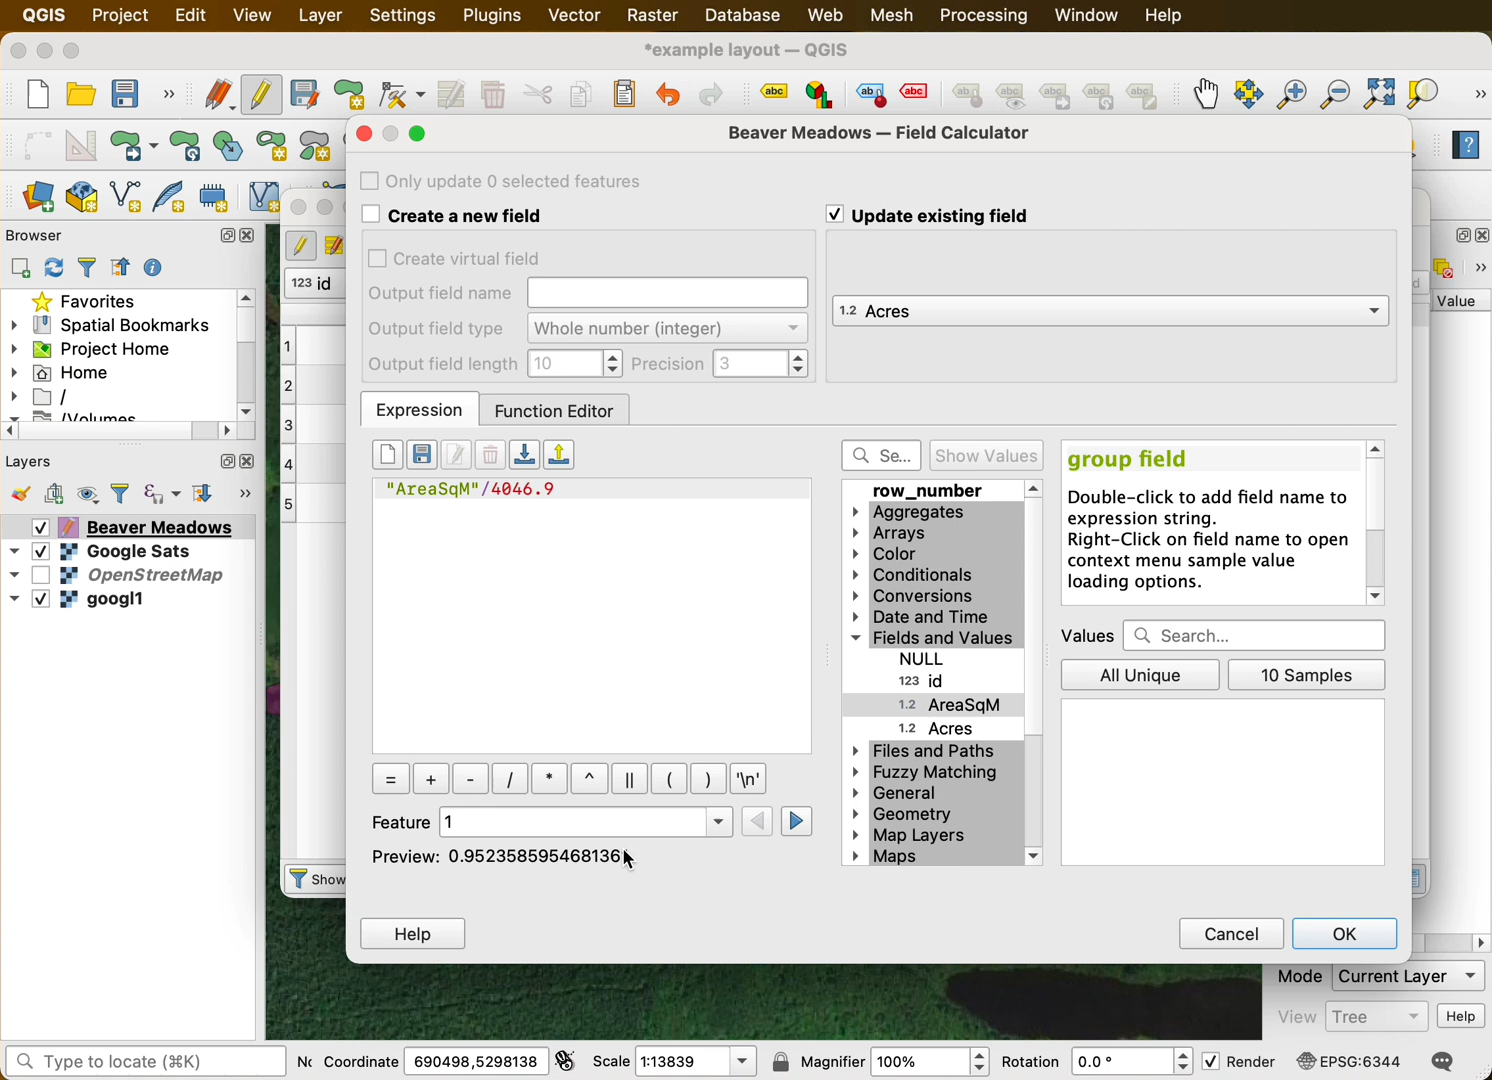 QGIS Project Edit View Layer Settings Plugins Vector Raster Database Web Mesh Processing Window Help
*example layout — QGIS
Beaver Meadows — Field Calculator
Only update 0 selected features
Create a new field
Update existing field
Create virtual field
Output field name
Output field type Whole number (integer)
Output field length 10 Precision 3
1.2 Acres
Browser
Favorites
Spatial Bookmarks
Project Home
Home
/
/Volumes
123 id
1
2
3
4
5
Value
Expression Function Editor
Se... Show Values
"AreaSqM"/4046.9
row_number
Aggregates
Arrays
Color
Conditionals
Conversions
Date and Time
Fields and Values
NULL
123 id
1.2 AreaSqM
1.2 Acres
Files and Paths
Fuzzy Matching
General
Geometry
Map Layers
Maps
group field
Double-click to add field name to
expression string.
Right-Click on field name to open
context menu sample value
loading options.
Values Search...
All Unique 10 Samples
Layers
Beaver Meadows
Google Sats
OpenStreetMap
googl1
= + - / * ^ || ( ) '\n'
Feature 1
Preview: 0.952358595468136
Show
Help Cancel OK
Mode Current Layer
View Tree Help
Type to locate (⌘K) Coordinate 690498,5298138 Scale 1:13839 Magnifier 100% Rotation 0.0 ° Render EPSG:6344